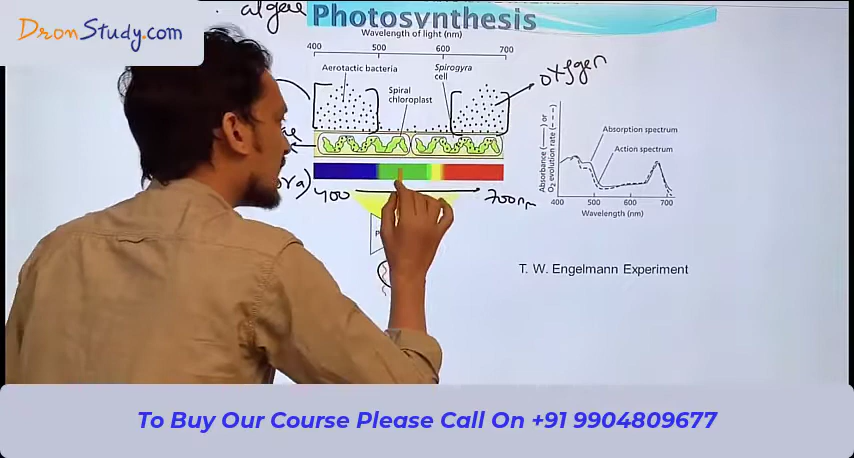 DronStudy.com
algae
Photosynthesis
Wavelength of light (nm)
400 500 600 700
Aerotactic bacteria
Spirogyra
cell
Spiral
chloroplast
oxygen
400
700nm
Absorbance (——) or
O2 evolution rate (– – –)
Absorption spectrum
Action spectrum
400 500 600 700
Wavelength (nm)
T. W. Engelmann Experiment
To Buy Our Course Please Call On +91 9904809677